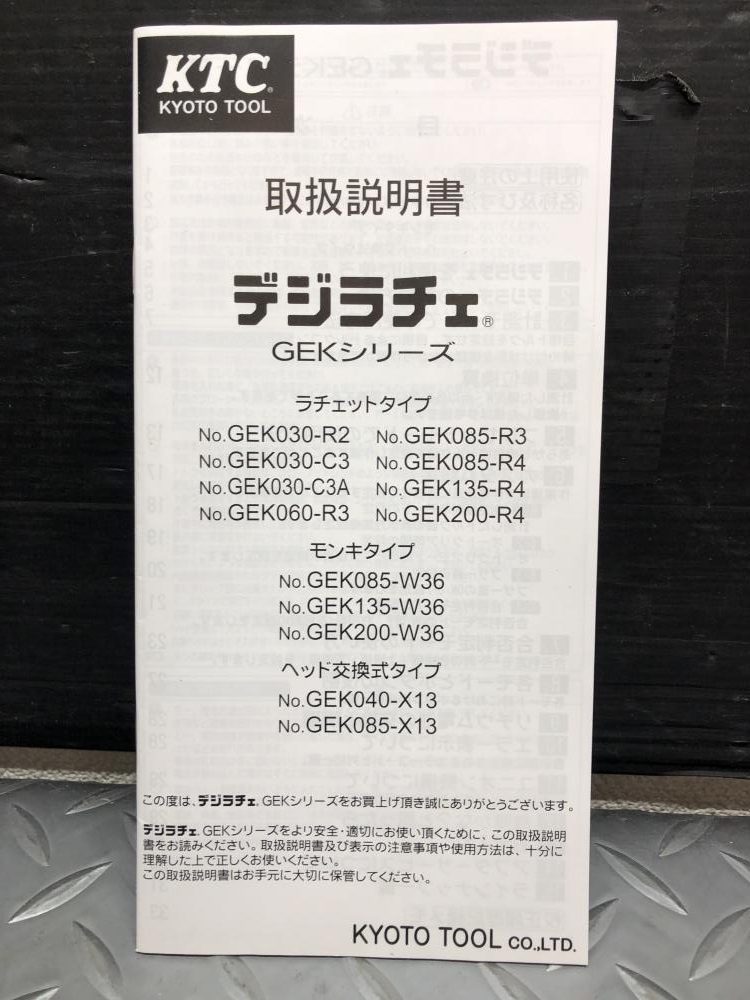 KTC®
KYOTO TOOL
取扱説明書
デジラチェ®
GEKシリーズ
ラチェットタイプ
No.GEK030-R2 No.GEK085-R3
No.GEK030-C3 No.GEK085-R4
No.GEK030-C3A No.GEK135-R4
No.GEK060-R3 No.GEK200-R4
モンキタイプ
No.GEK085-W36
No.GEK135-W36
No.GEK200-W36
ヘッド交換式タイプ
No.GEK040-X13
No.GEK085-X13
この度は、デジラチェ® GEKシリーズをお買上げ頂き誠にありがとうございます。
デジラチェ® GEKシリーズをより安全・適切にお使い頂くために、この取扱説明
書をお読みください。取扱説明書及び表示の注意事項や使用方法は、十分に
理解した上で正しくお使いください。
この取扱説明書はお手元に大切に保管してください。
KYOTO TOOL CO.,LTD.